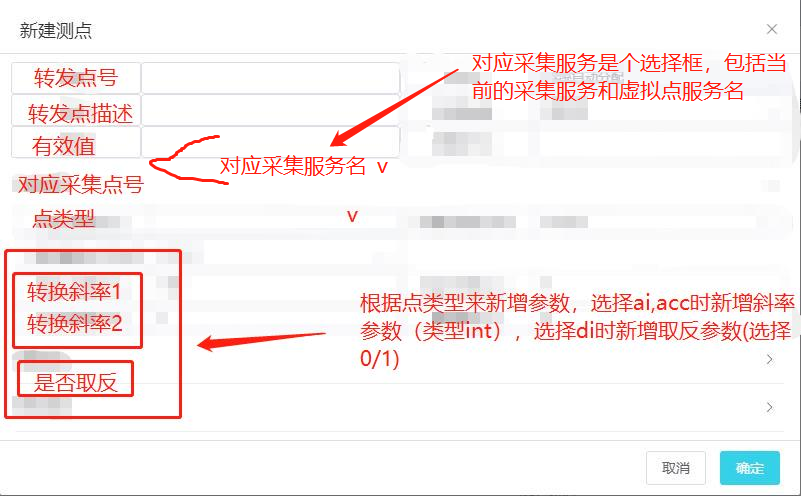 新建测点
转发点号
对应采集服务是个选择框，包括当
前的采集服务和虚拟点服务名
转发点描述
有效值
对应采集服务名 v
对应采集点号
点类型 v
转换斜率1
转换斜率2
根据点类型来新增参数，选择ai,acc时新增斜率
参数（类型int），选择di时新增取反参数(选择
0/1)
是否取反
取消 确定